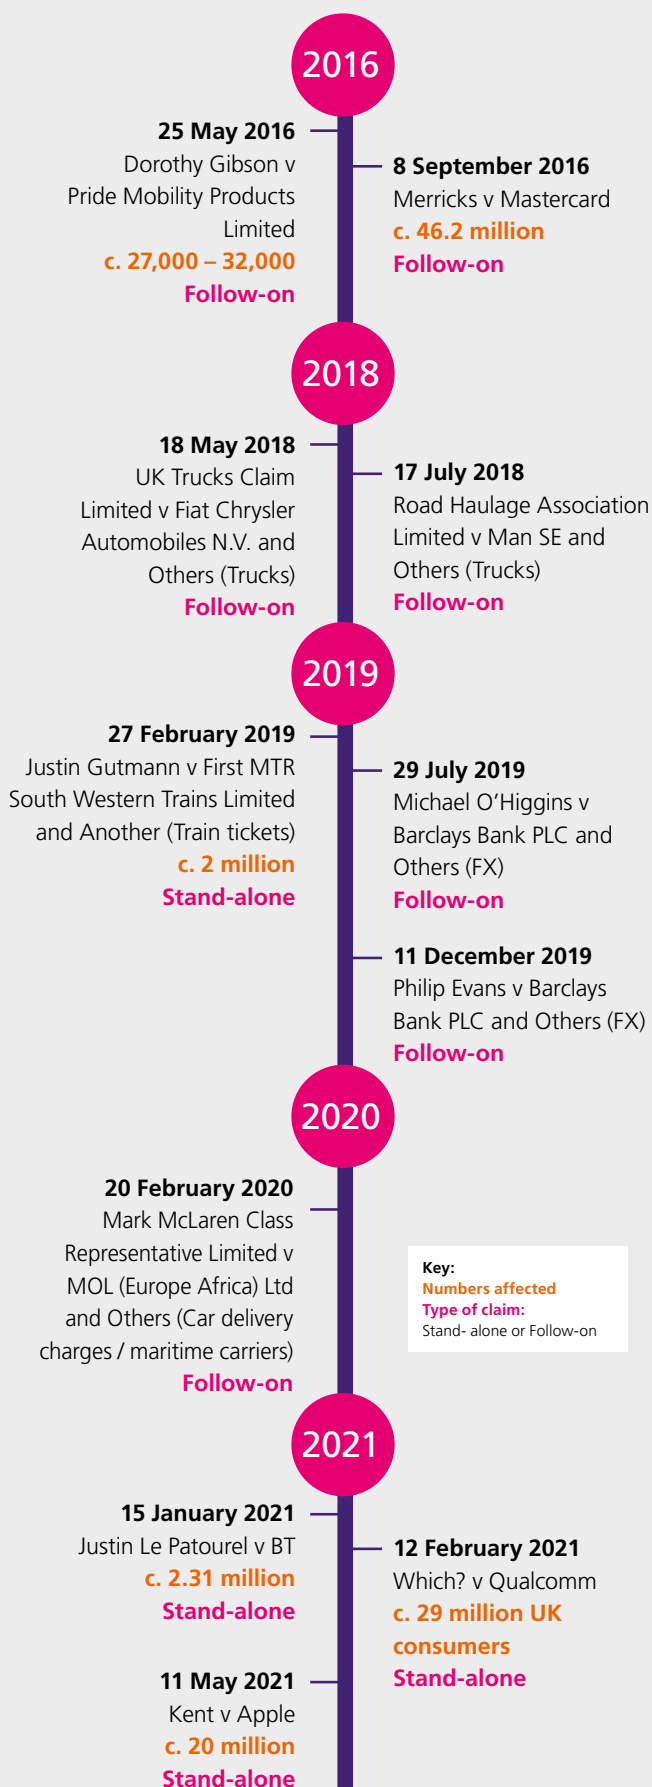 2016
25 May 2016
Dorothy Gibson v
Pride Mobility Products
Limited
c. 27,000 – 32,000
Follow-on
8 September 2016
Merricks v Mastercard
c. 46.2 million
Follow-on
2018
18 May 2018
UK Trucks Claim
Limited v Fiat Chrysler
Automobiles N.V. and
Others (Trucks)
Follow-on
17 July 2018
Road Haulage Association
Limited v Man SE and
Others (Trucks)
Follow-on
2019
27 February 2019
Justin Gutmann v First MTR
South Western Trains Limited
and Another (Train tickets)
c. 2 million
Stand-alone
29 July 2019
Michael O’Higgins v
Barclays Bank PLC and
Others (FX)
Follow-on
11 December 2019
Philip Evans v Barclays
Bank PLC and Others (FX)
Follow-on
2020
20 February 2020
Mark McLaren Class
Representative Limited v
MOL (Europe Africa) Ltd
and Others (Car delivery
charges / maritime carriers)
Follow-on
Key:
Numbers affected
Type of claim:
Stand- alone or Follow-on
2021
15 January 2021
Justin Le Patourel v BT
c. 2.31 million
Stand-alone
12 February 2021
Which? v Qualcomm
c. 29 million UK
consumers
Stand-alone
11 May 2021
Kent v Apple
c. 20 million
Stand-alone